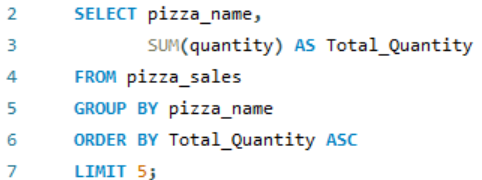 2 SELECT pizza_name,
3 SUM(quantity) AS Total_Quantity
4 FROM pizza_sales
5 GROUP BY pizza_name
6 ORDER BY Total_Quantity ASC
7 LIMIT 5;